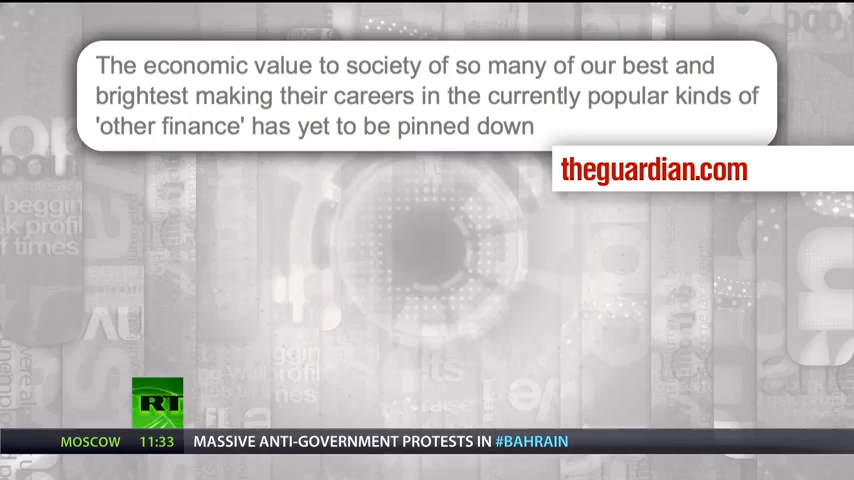 The economic value to society of so many of our best and
brightest making their careers in the currently popular kinds of
'other finance' has yet to be pinned down
theguardian.com
RT
MOSCOW 11:33 MASSIVE ANTI-GOVERNMENT PROTESTS IN #BAHRAIN